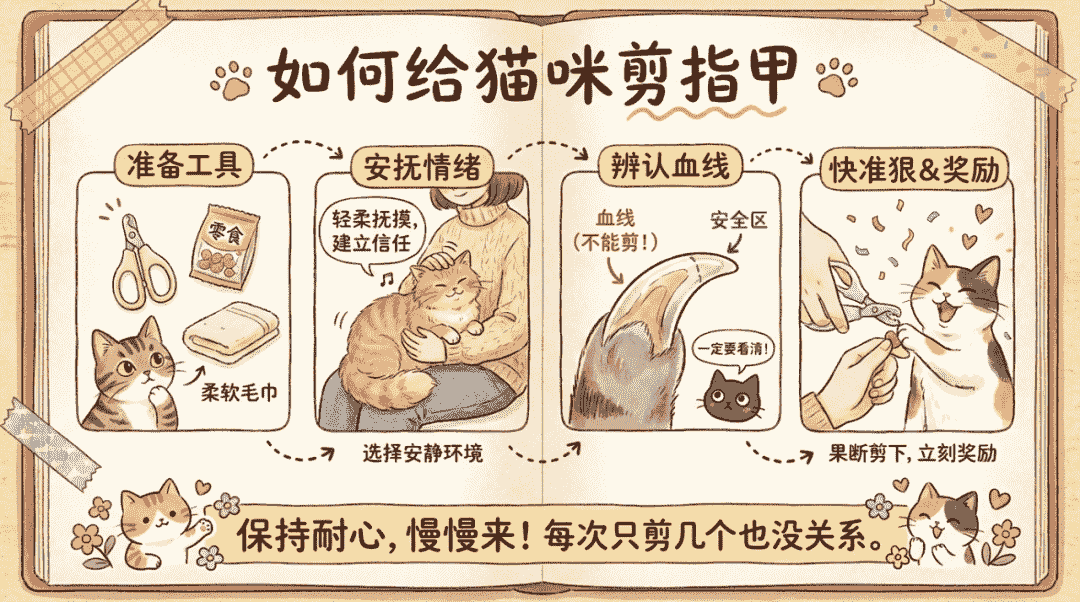 如何给猫咪剪指甲
准备工具
零食
柔软毛巾
安抚情绪
轻柔抚摸，
建立信任
选择安静环境
辨认血线
血线
（不能剪！）
安全区
一定要看清！
快准狠&奖励
果断剪下，立刻奖励
保持耐心，慢慢来！每次只剪几个也没关系。